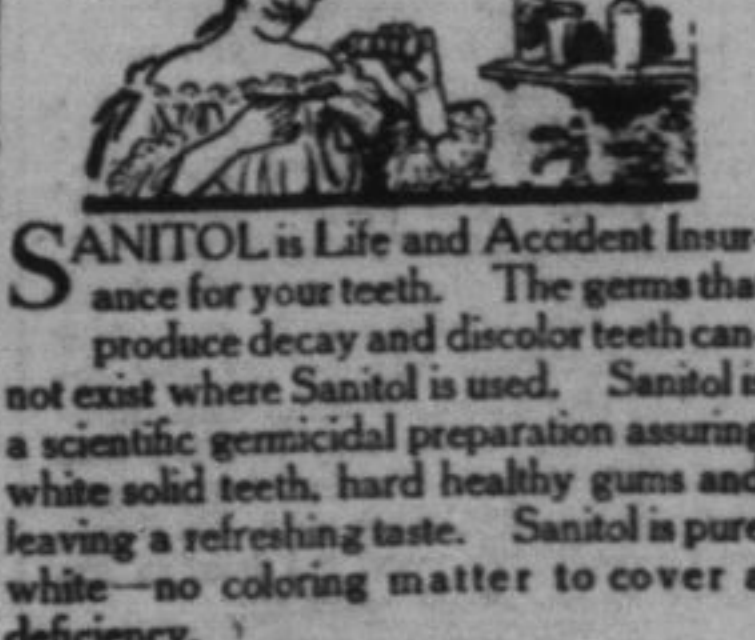 SANITOL is Life and Accident Insur-
ance for your teeth. The germs tha
produce decay and discolor teeth can-
not exist where Sanitol is used. Sanitol i
a scientific germicidal preparation assuring
white solid teeth, hard healthy gums and
leaving a refreshing taste. Sanitol is pure
white—no coloring matter to cover a
deficiency.